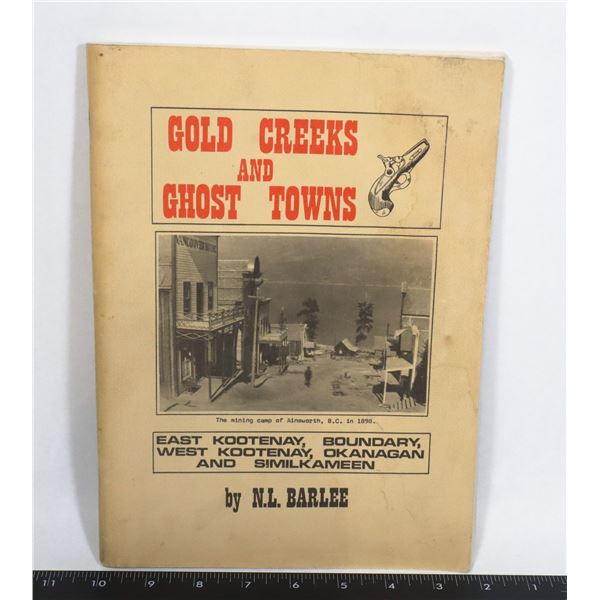 GOLD CREEKS
AND
GHOST TOWNS
The mining camp of Ainsworth, B.C. in 1898.
EAST KOOTENAY, BOUNDARY,
WEST KOOTENAY, OKANAGAN
AND SIMILKAMEEN
by N.L. BARLEE
11 10 9 8 7 6 5 4 3 2 1